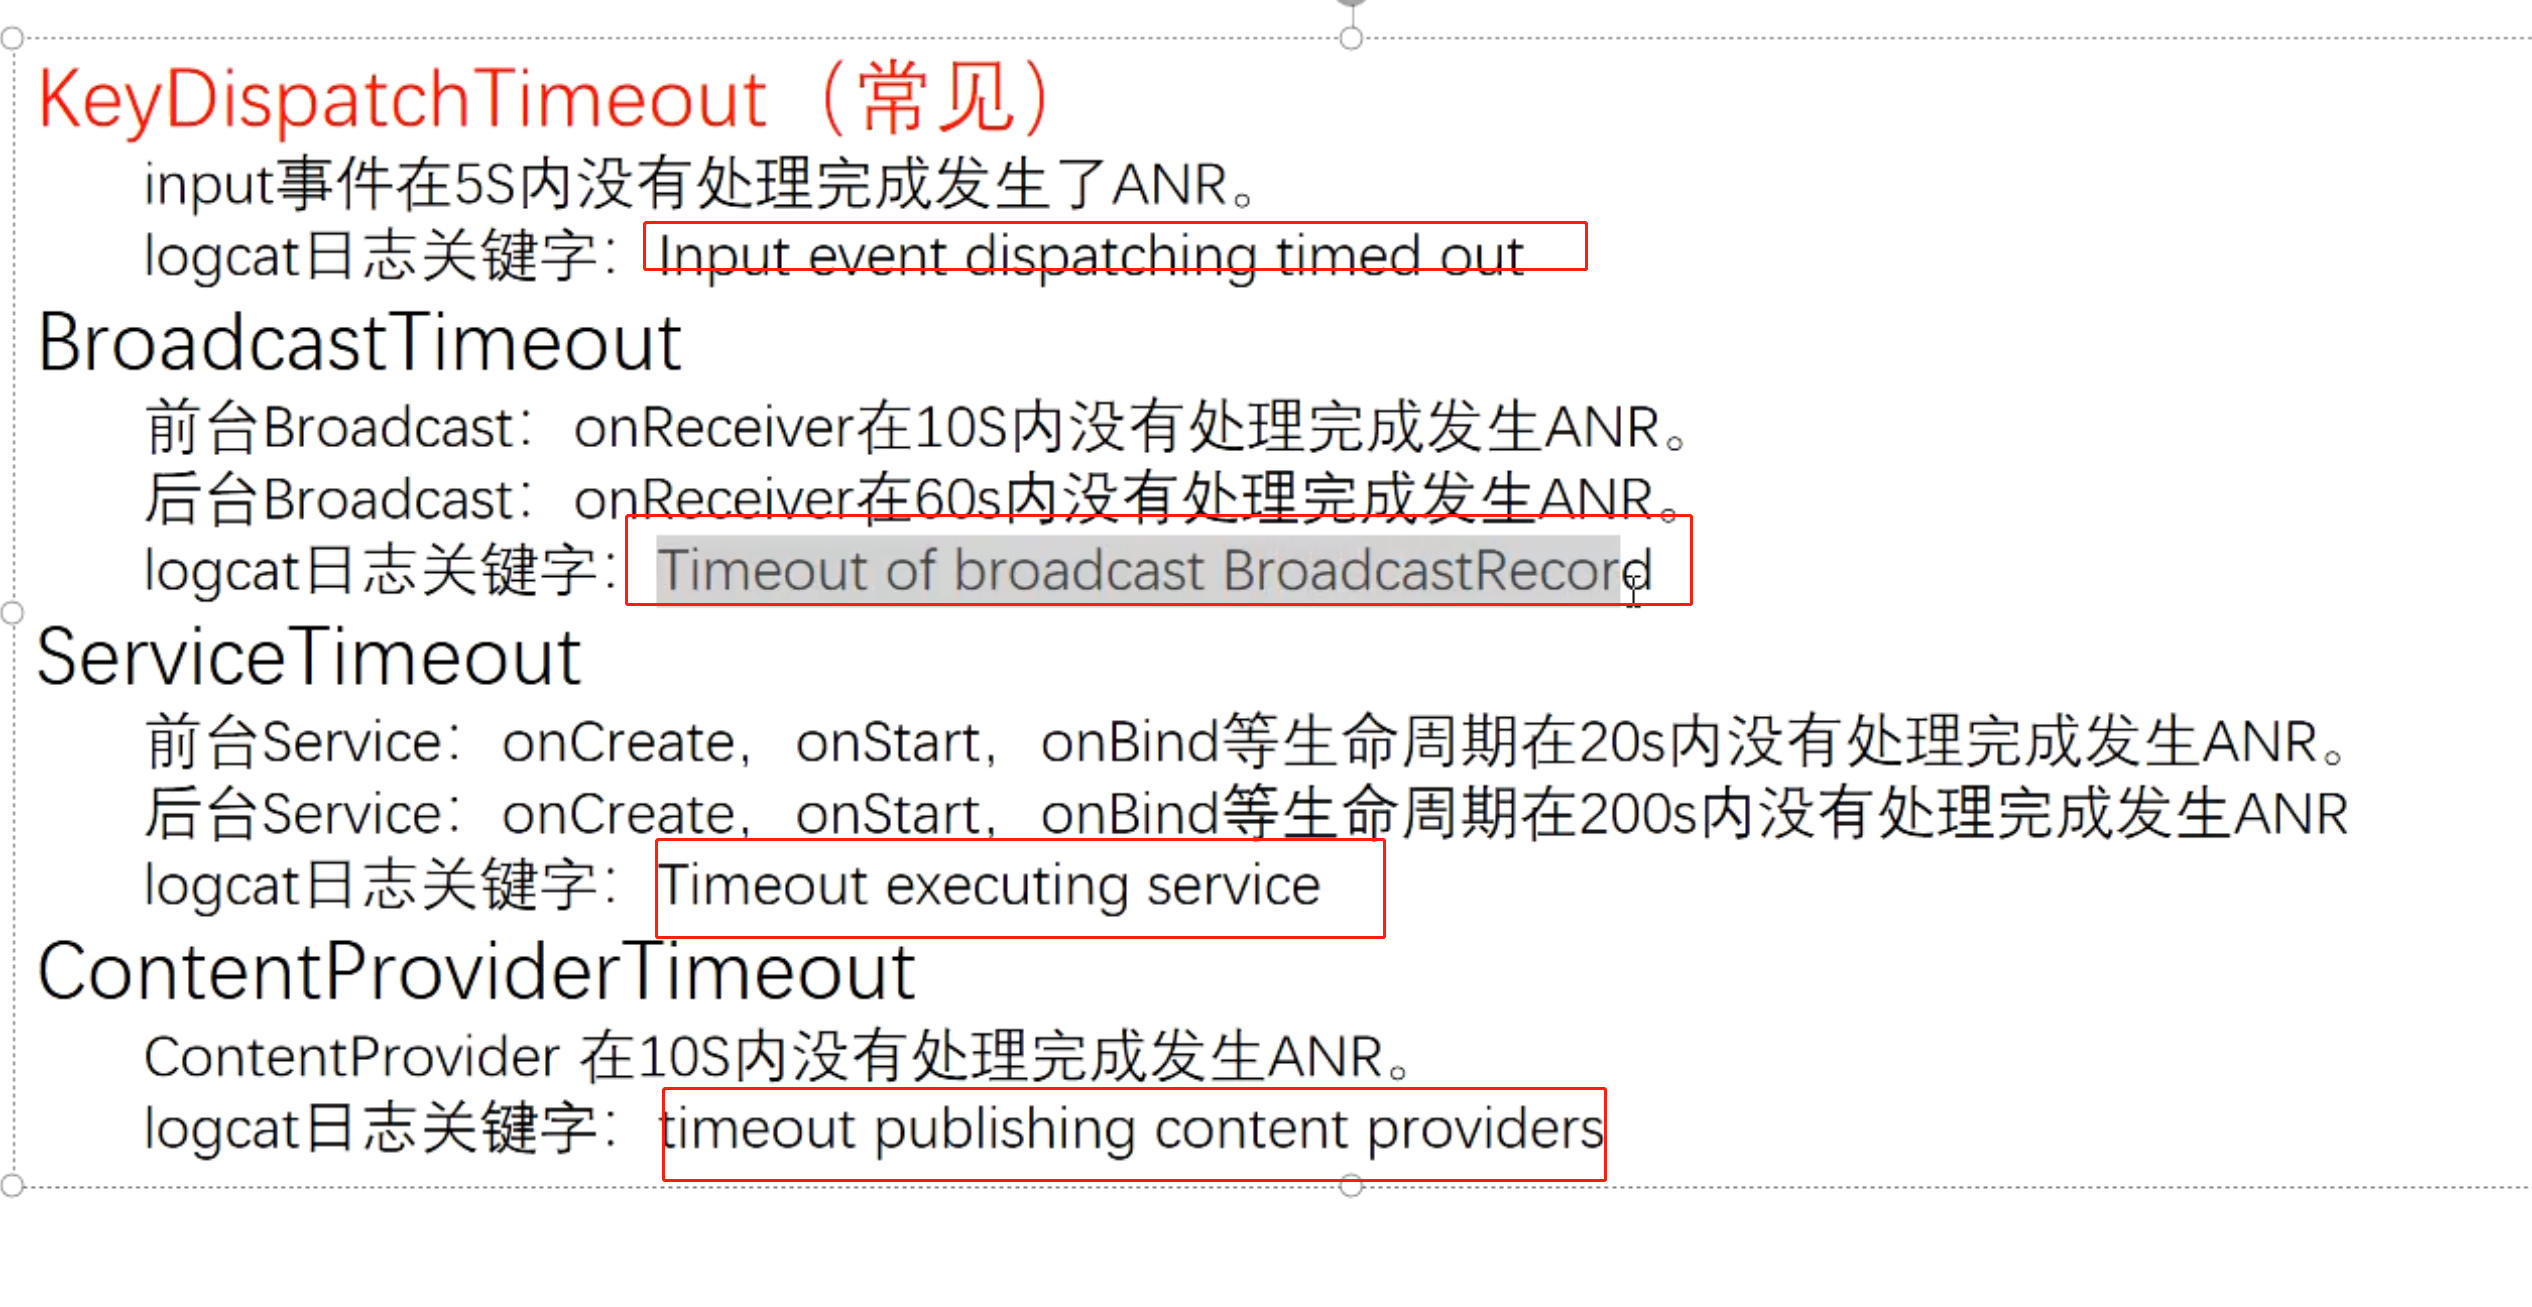 KeyDispatchTimeout（常见）
input事件在5S内没有处理完成发生了ANR。
logcat日志关键字：Input event dispatching timed out
BroadcastTimeout
前台Broadcast：onReceiver在10S内没有处理完成发生ANR。
后台Broadcast：onReceiver在60s内没有处理完成发生ANR。
logcat日志关键字：Timeout of broadcast BroadcastRecord
ServiceTimeout
前台Service：onCreate，onStart，onBind等生命周期在20s内没有处理完成发生ANR。
后台Service：onCreate，onStart，onBind等生命周期在200s内没有处理完成发生ANR
logcat日志关键字：Timeout executing service
ContentProviderTimeout
ContentProvider 在10S内没有处理完成发生ANR。
logcat日志关键字：timeout publishing content providers